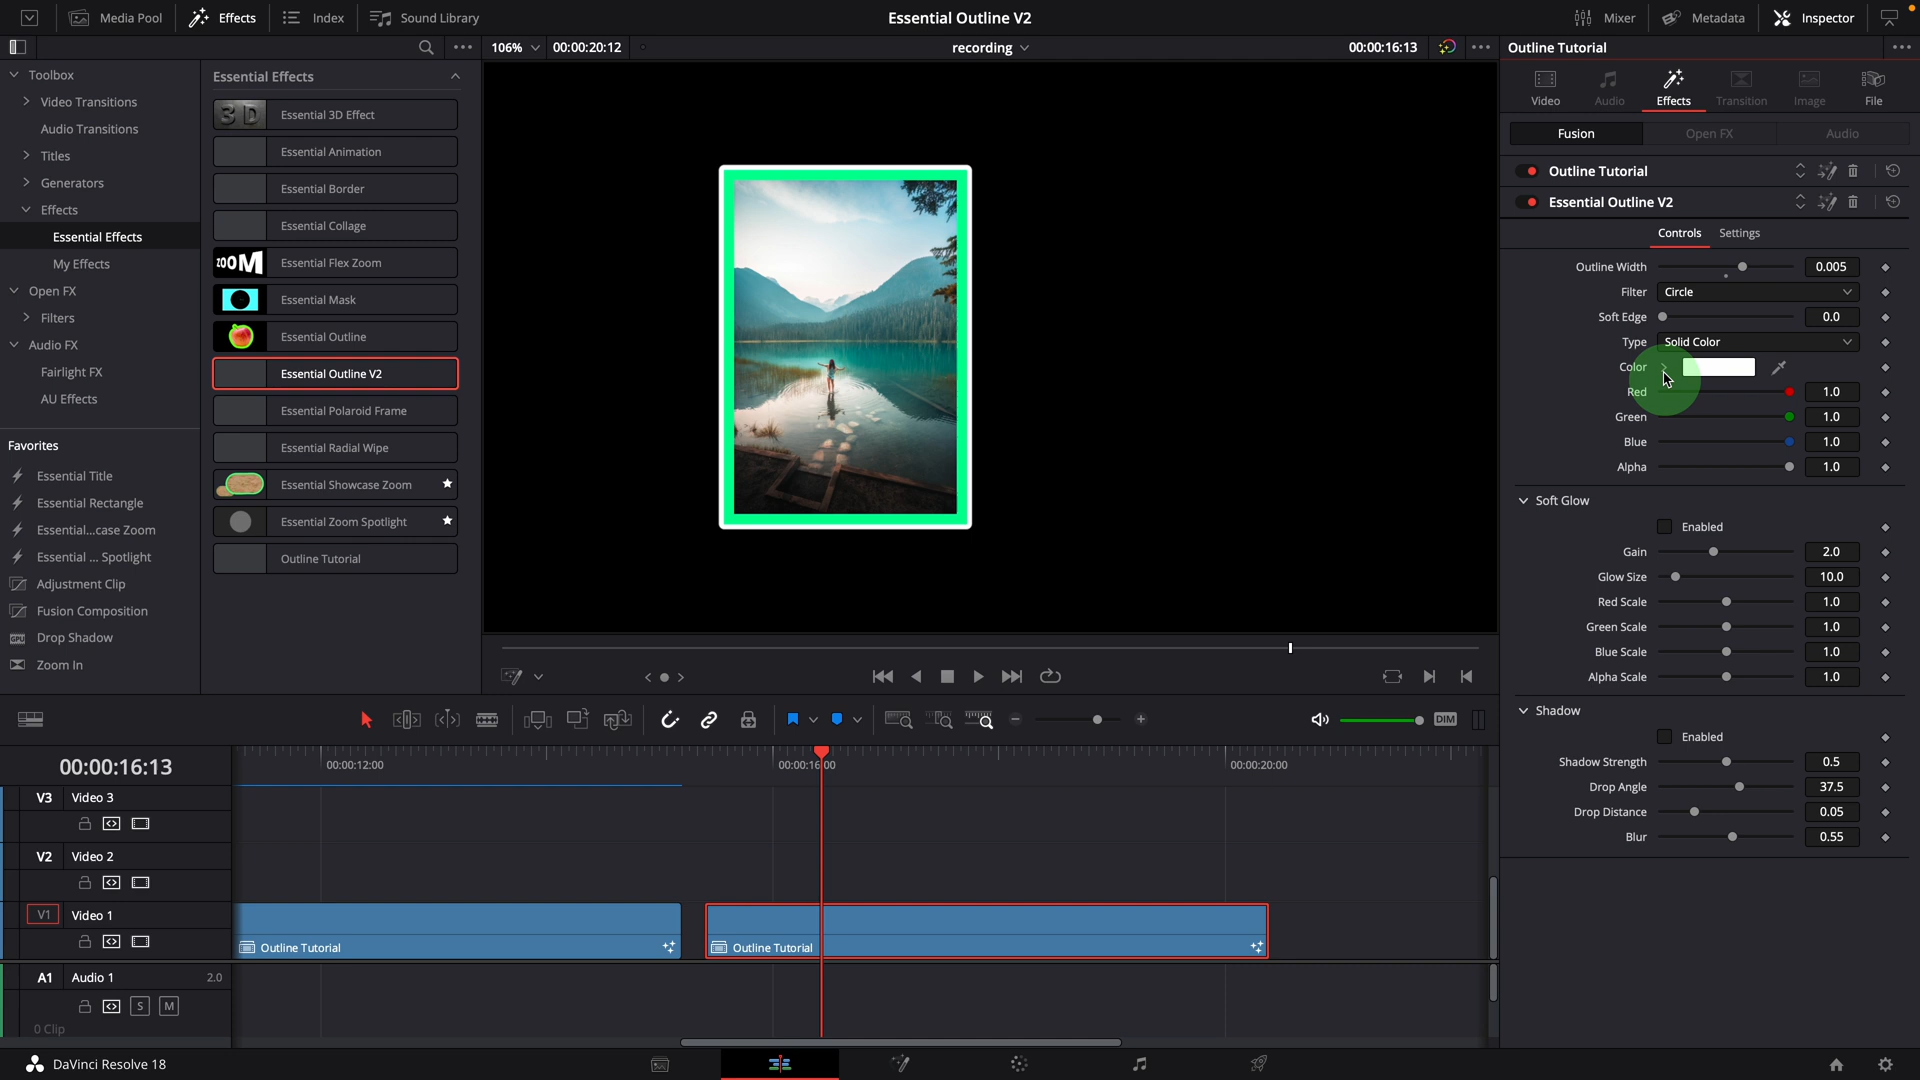 Media Pool
Effects
Index
Sound Library
Essential Outline V2
Mixer
Metadata
Inspector
106%
00:00:20:12
recording
00:00:16:13
Outline Tutorial
Toolbox
Video Transitions
Audio Transitions
Titles
Generators
Effects
Essential Effects
My Effects
Open FX
Filters
Audio FX
Fairlight FX
AU Effects
Favorites
Essential Title
Essential Rectangle
Essential...case Zoom
Essential ... Spotlight
Adjustment Clip
Fusion Composition
Drop Shadow
Zoom In
Essential Effects
3D Essential 3D Effect
Essential Animation
Essential Border
Essential Collage
ZOOM Essential Flex Zoom
Essential Mask
Essential Outline
Essential Outline V2
Essential Polaroid Frame
Essential Radial Wipe
Essential Showcase Zoom
Essential Zoom Spotlight
Outline Tutorial
Video
Audio
Effects
Transition
Image
File
Fusion
Open FX
Audio
Outline Tutorial
Essential Outline V2
Controls
Settings
Outline Width 0.005
Filter Circle
Soft Edge 0.0
Type Solid Color
Color
Red 1.0
Green 1.0
Blue 1.0
Alpha 1.0
Soft Glow
Enabled
Gain 2.0
Glow Size 10.0
Red Scale 1.0
Green Scale 1.0
Blue Scale 1.0
Alpha Scale 1.0
Shadow
Enabled
Shadow Strength 0.5
Drop Angle 37.5
Drop Distance 0.05
Blur 0.55
DIM
00:00:16:13
00:00:12:00
00:00:16:00
00:00:20:00
V3 Video 3
V2 Video 2
V1 Video 1
Outline Tutorial
Outline Tutorial
A1 Audio 1 2.0
S M
0 Clip
DaVinci Resolve 18